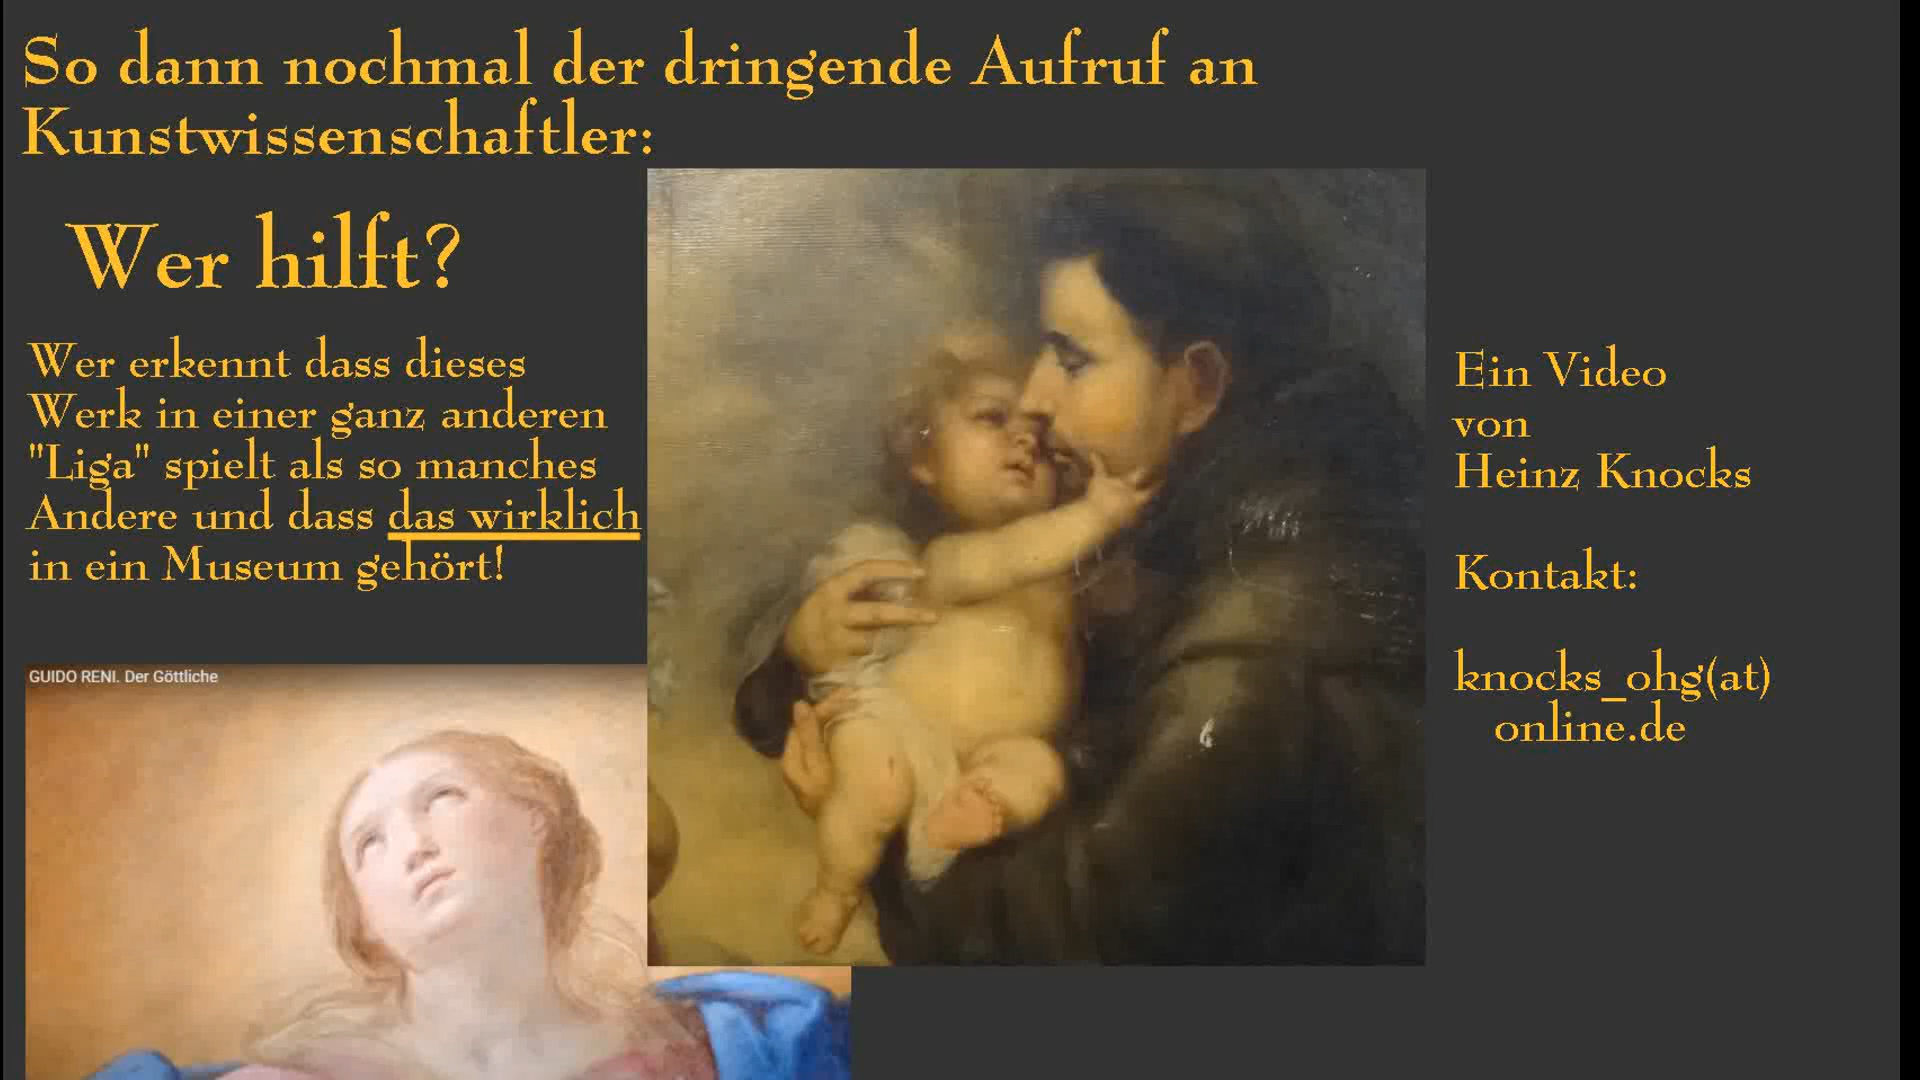 So dann nochmal der dringende Aufruf an
Kunstwissenschaftler:
Wer hilft?
Wer erkennt dass dieses
Werk in einer ganz anderen
"Liga" spielt als so manches
Andere und dass das wirklich
in ein Museum gehört!
GUIDO RENI. Der Göttliche
Ein Video
von
Heinz Knocks
Kontakt:
knocks_ohg(at)
online.de